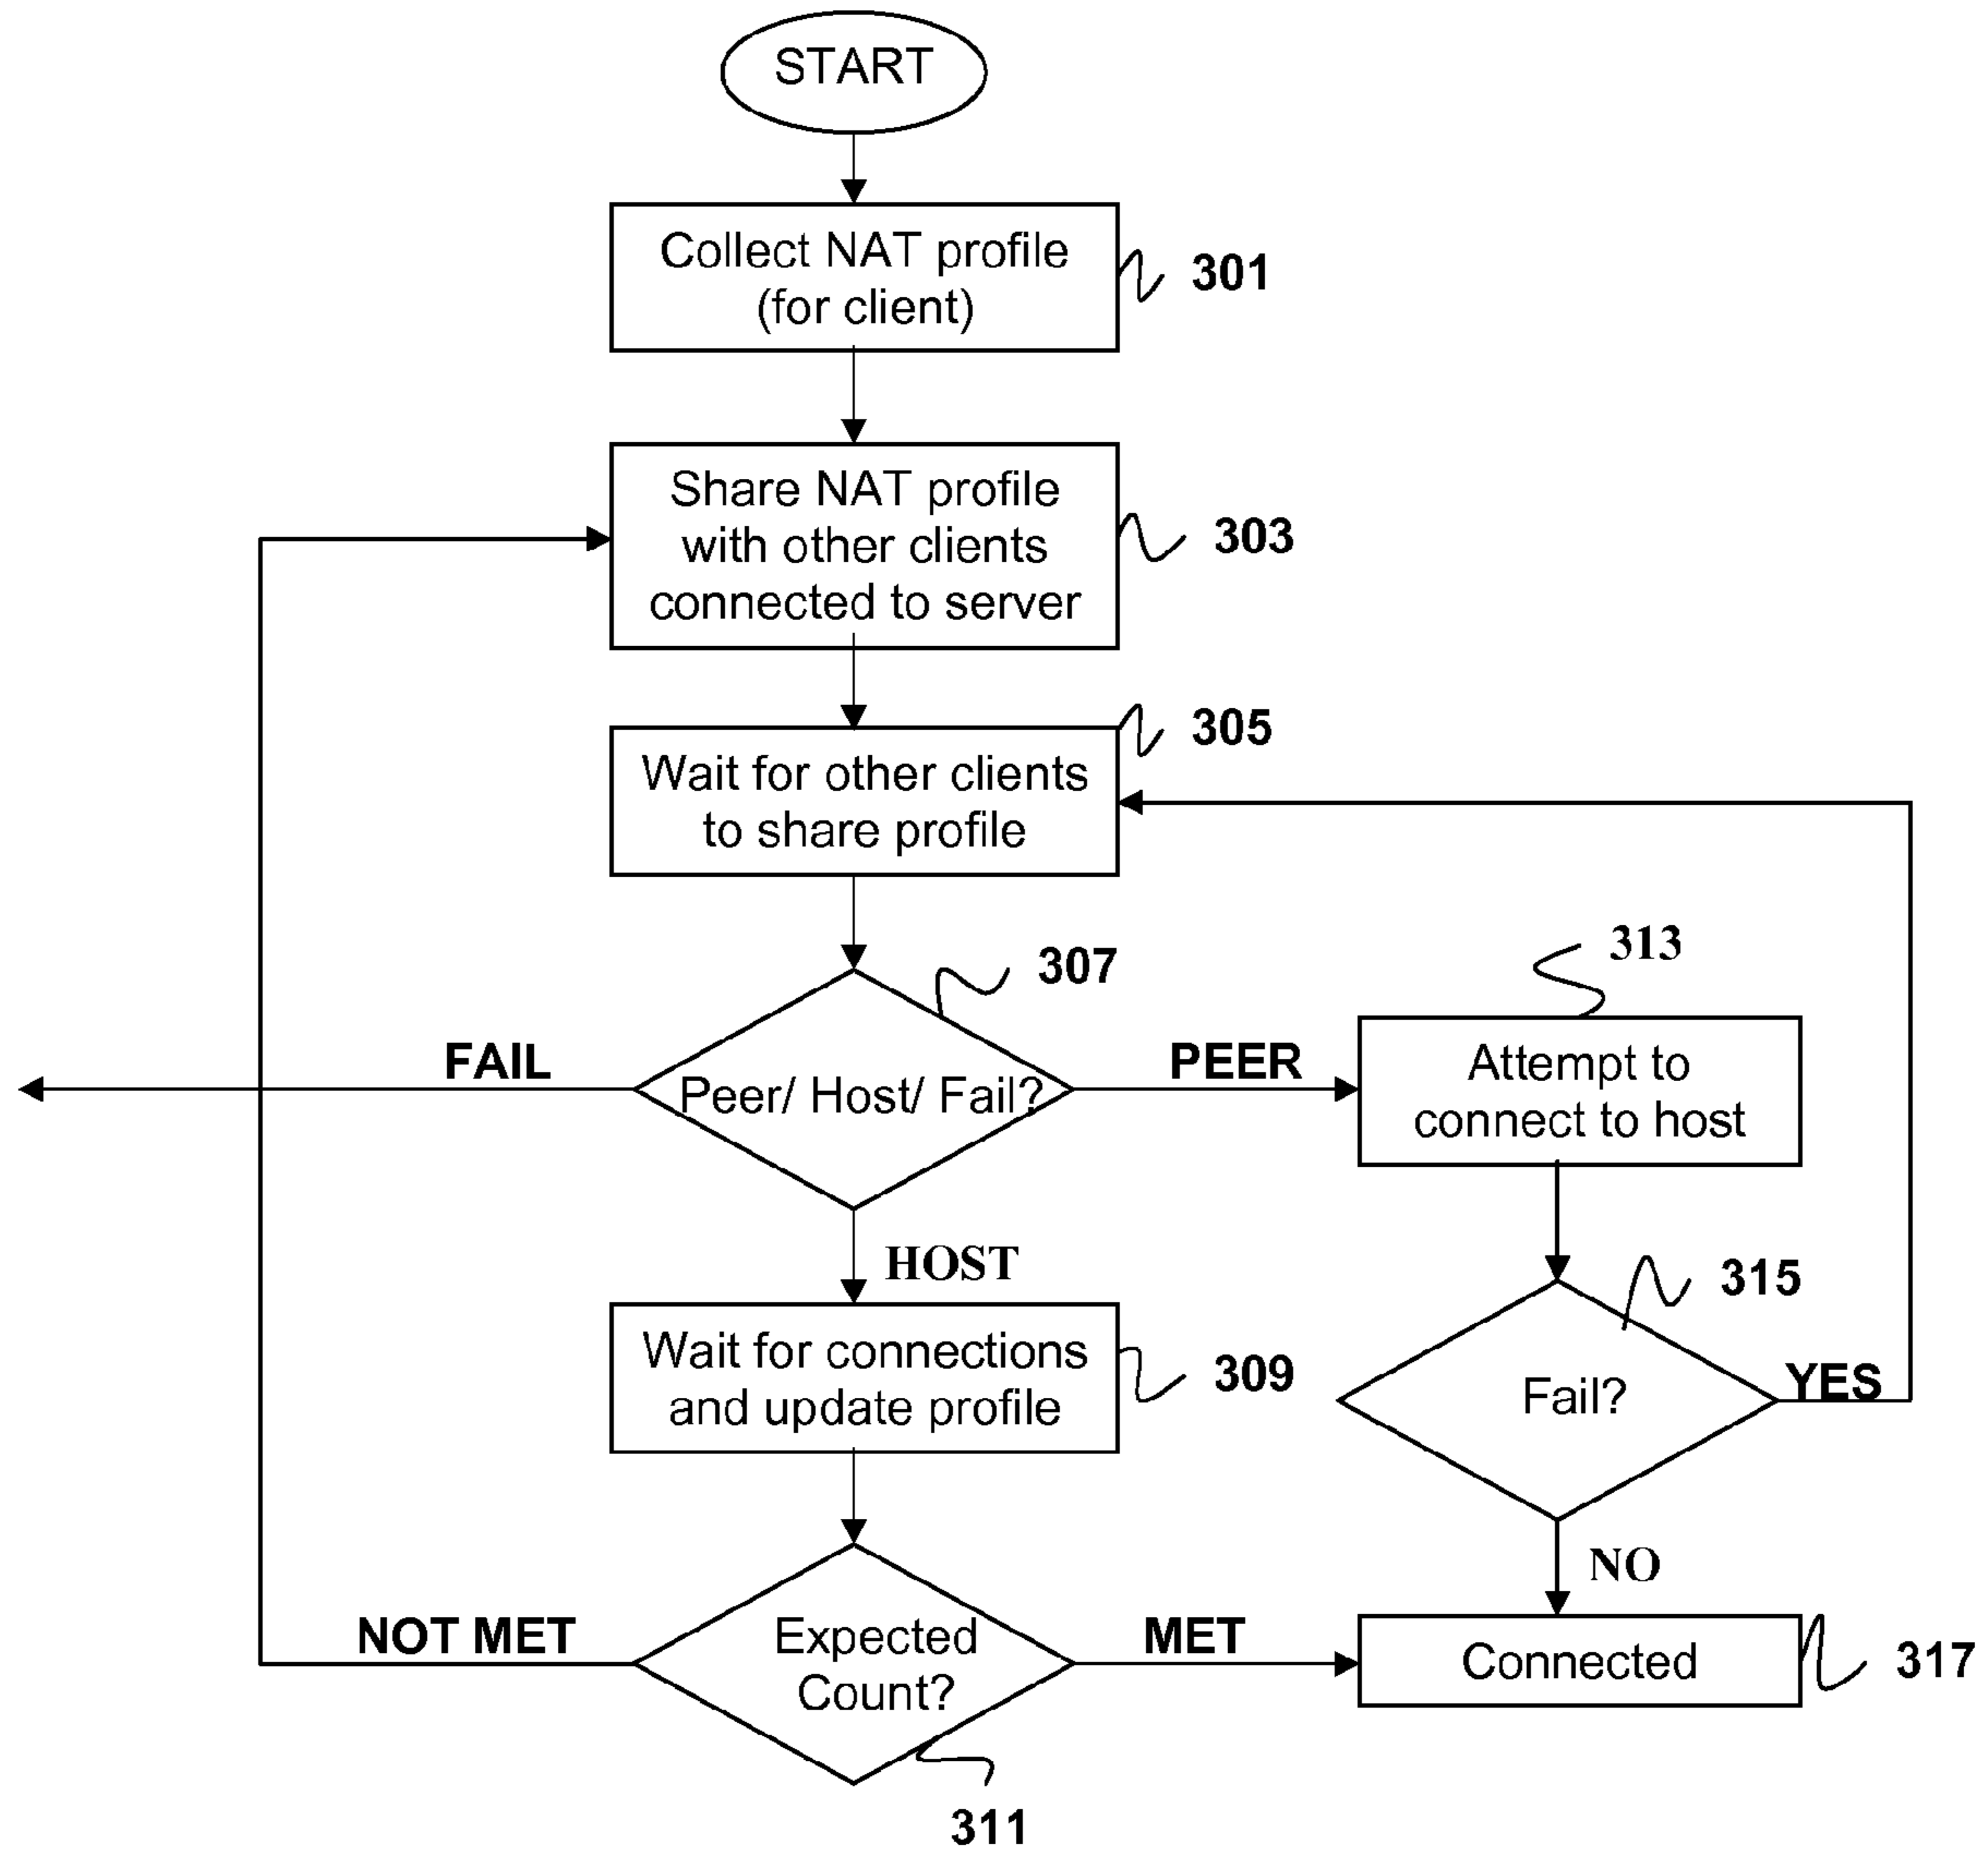 START
Collect NAT profile
(for client)
301
Share NAT profile
with other clients
connected to server
303
305
Wait for other clients
to share profile
307
313
FAIL
Peer/ Host/ Fail?
PEER
Attempt to
connect to host
HOST
315
Wait for connections
and update profile
309
Fail?
YES
NO
NOT MET
Expected
Count?
MET
Connected
317
311